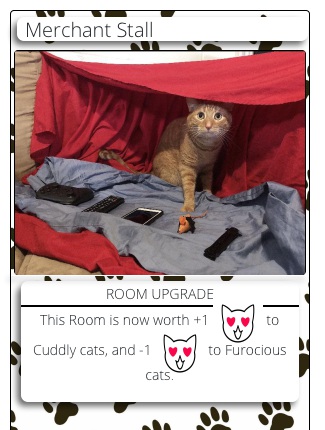 Merchant Stall
ROOM UPGRADE
This Room is now worth +1 to
Cuddly cats, and -1 to Furocious
cats.